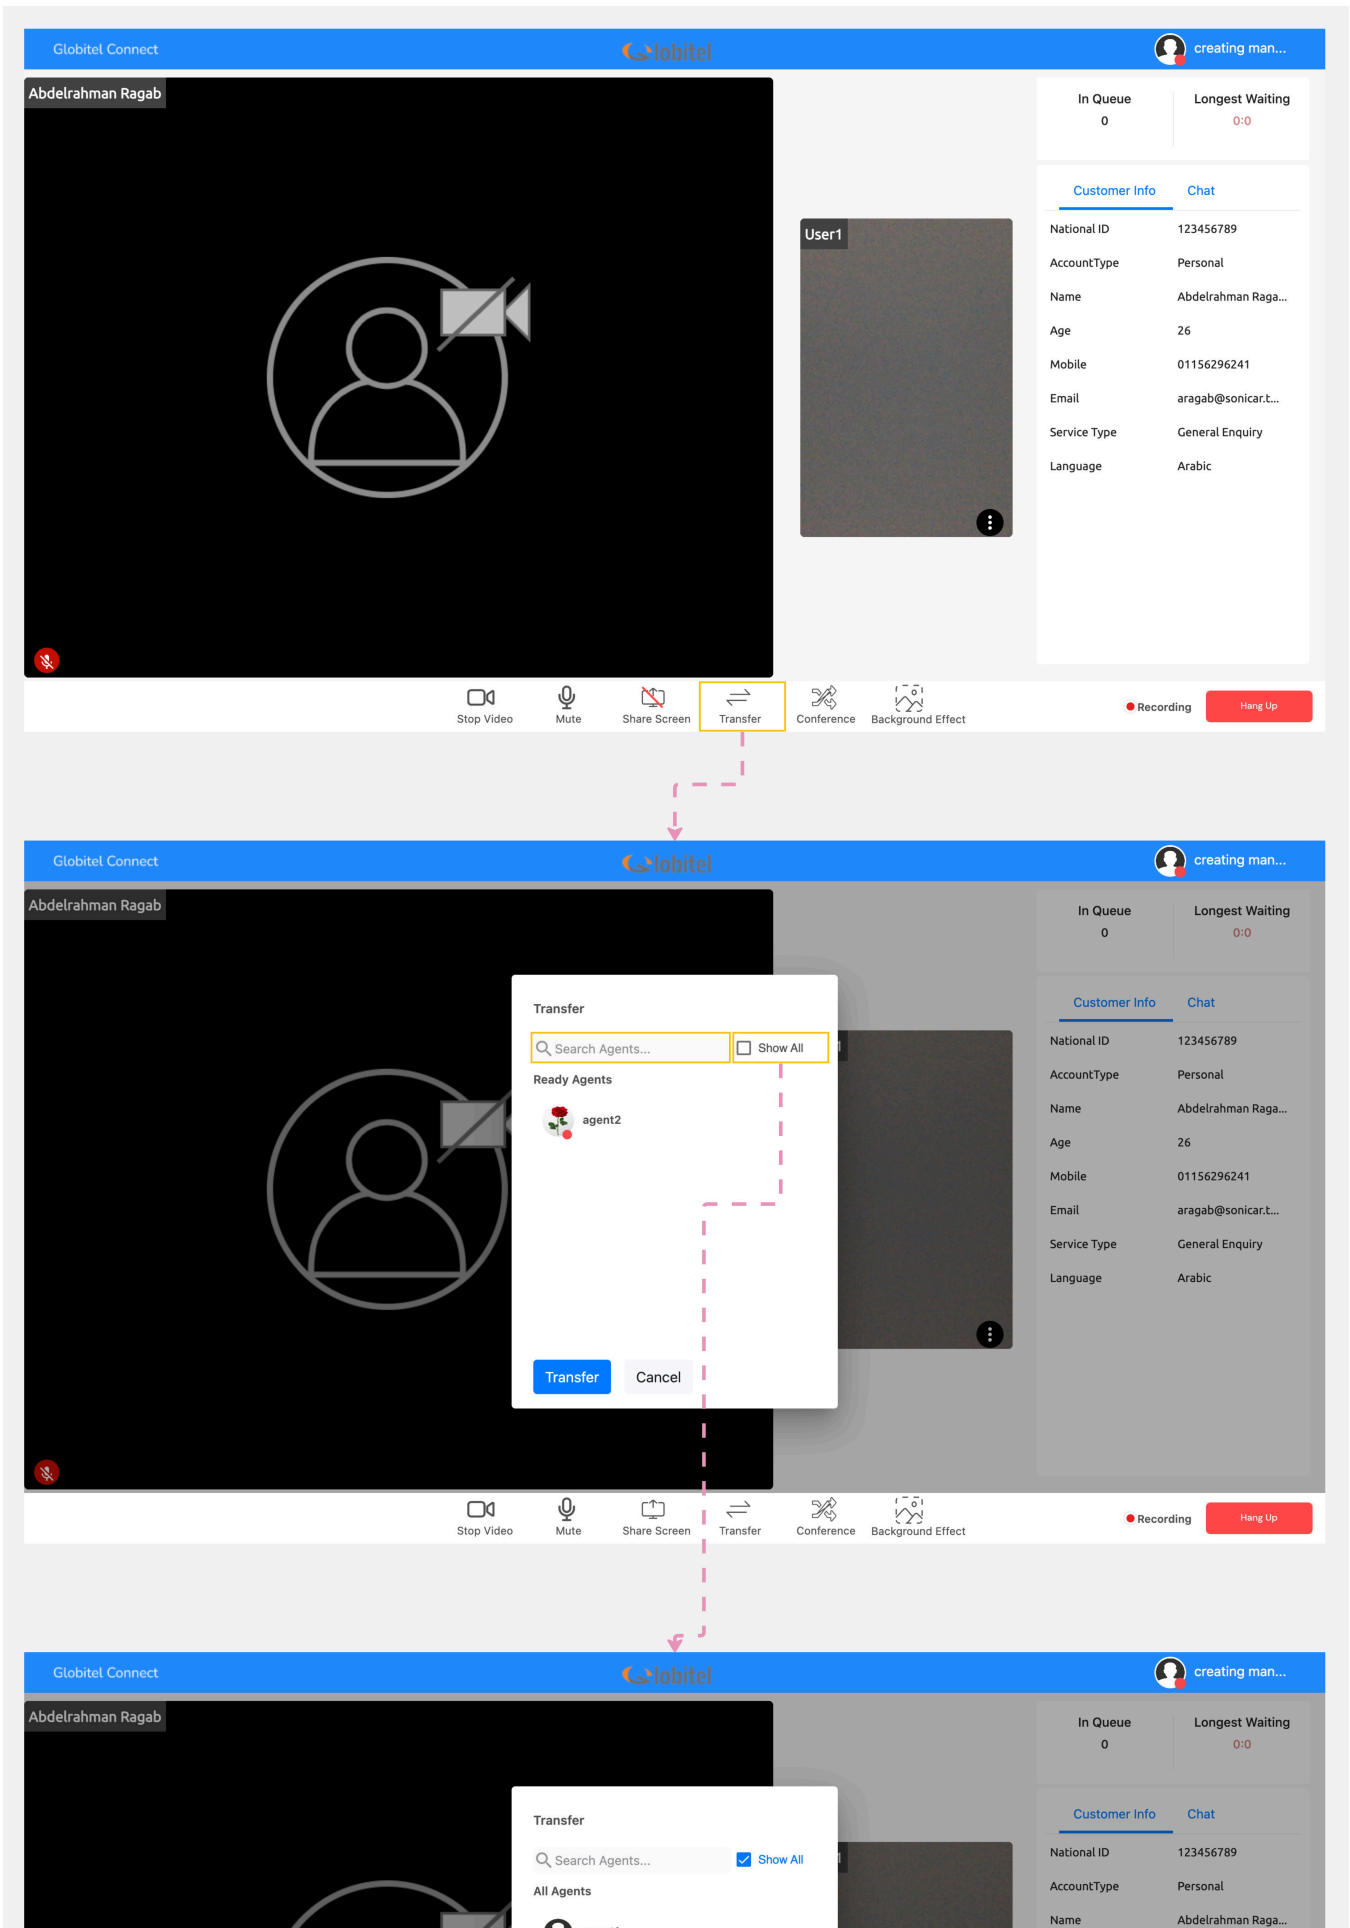 Globitel Connect
Globitel
creating man...
Abdelrahman Ragab
In Queue
Longest Waiting
0
0:0
Customer Info
Chat
User1
National ID
123456789
AccountType
Personal
Name
Abdelrahman Raga...
Age
26
Mobile
01156296241
Email
aragab@sonicar.t...
Service Type
General Enquiry
Language
Arabic
Stop Video
Mute
Share Screen
Transfer
Conference
Background Effect
Recording
Hang Up
Globitel Connect
Globitel
creating man...
Abdelrahman Ragab
In Queue
Longest Waiting
0
0:0
Transfer
Search Agents...
Show All
Ready Agents
agent2
Transfer
Cancel
Customer Info
Chat
National ID
123456789
AccountType
Personal
Name
Abdelrahman Raga...
Age
26
Mobile
01156296241
Email
aragab@sonicar.t...
Service Type
General Enquiry
Language
Arabic
Stop Video
Mute
Share Screen
Transfer
Conference
Background Effect
Recording
Hang Up
Globitel Connect
Globitel
creating man...
Abdelrahman Ragab
In Queue
Longest Waiting
0
0:0
Transfer
Search Agents...
Show All
All Agents
Customer Info
Chat
National ID
123456789
AccountType
Personal
Name
Abdelrahman Raga...